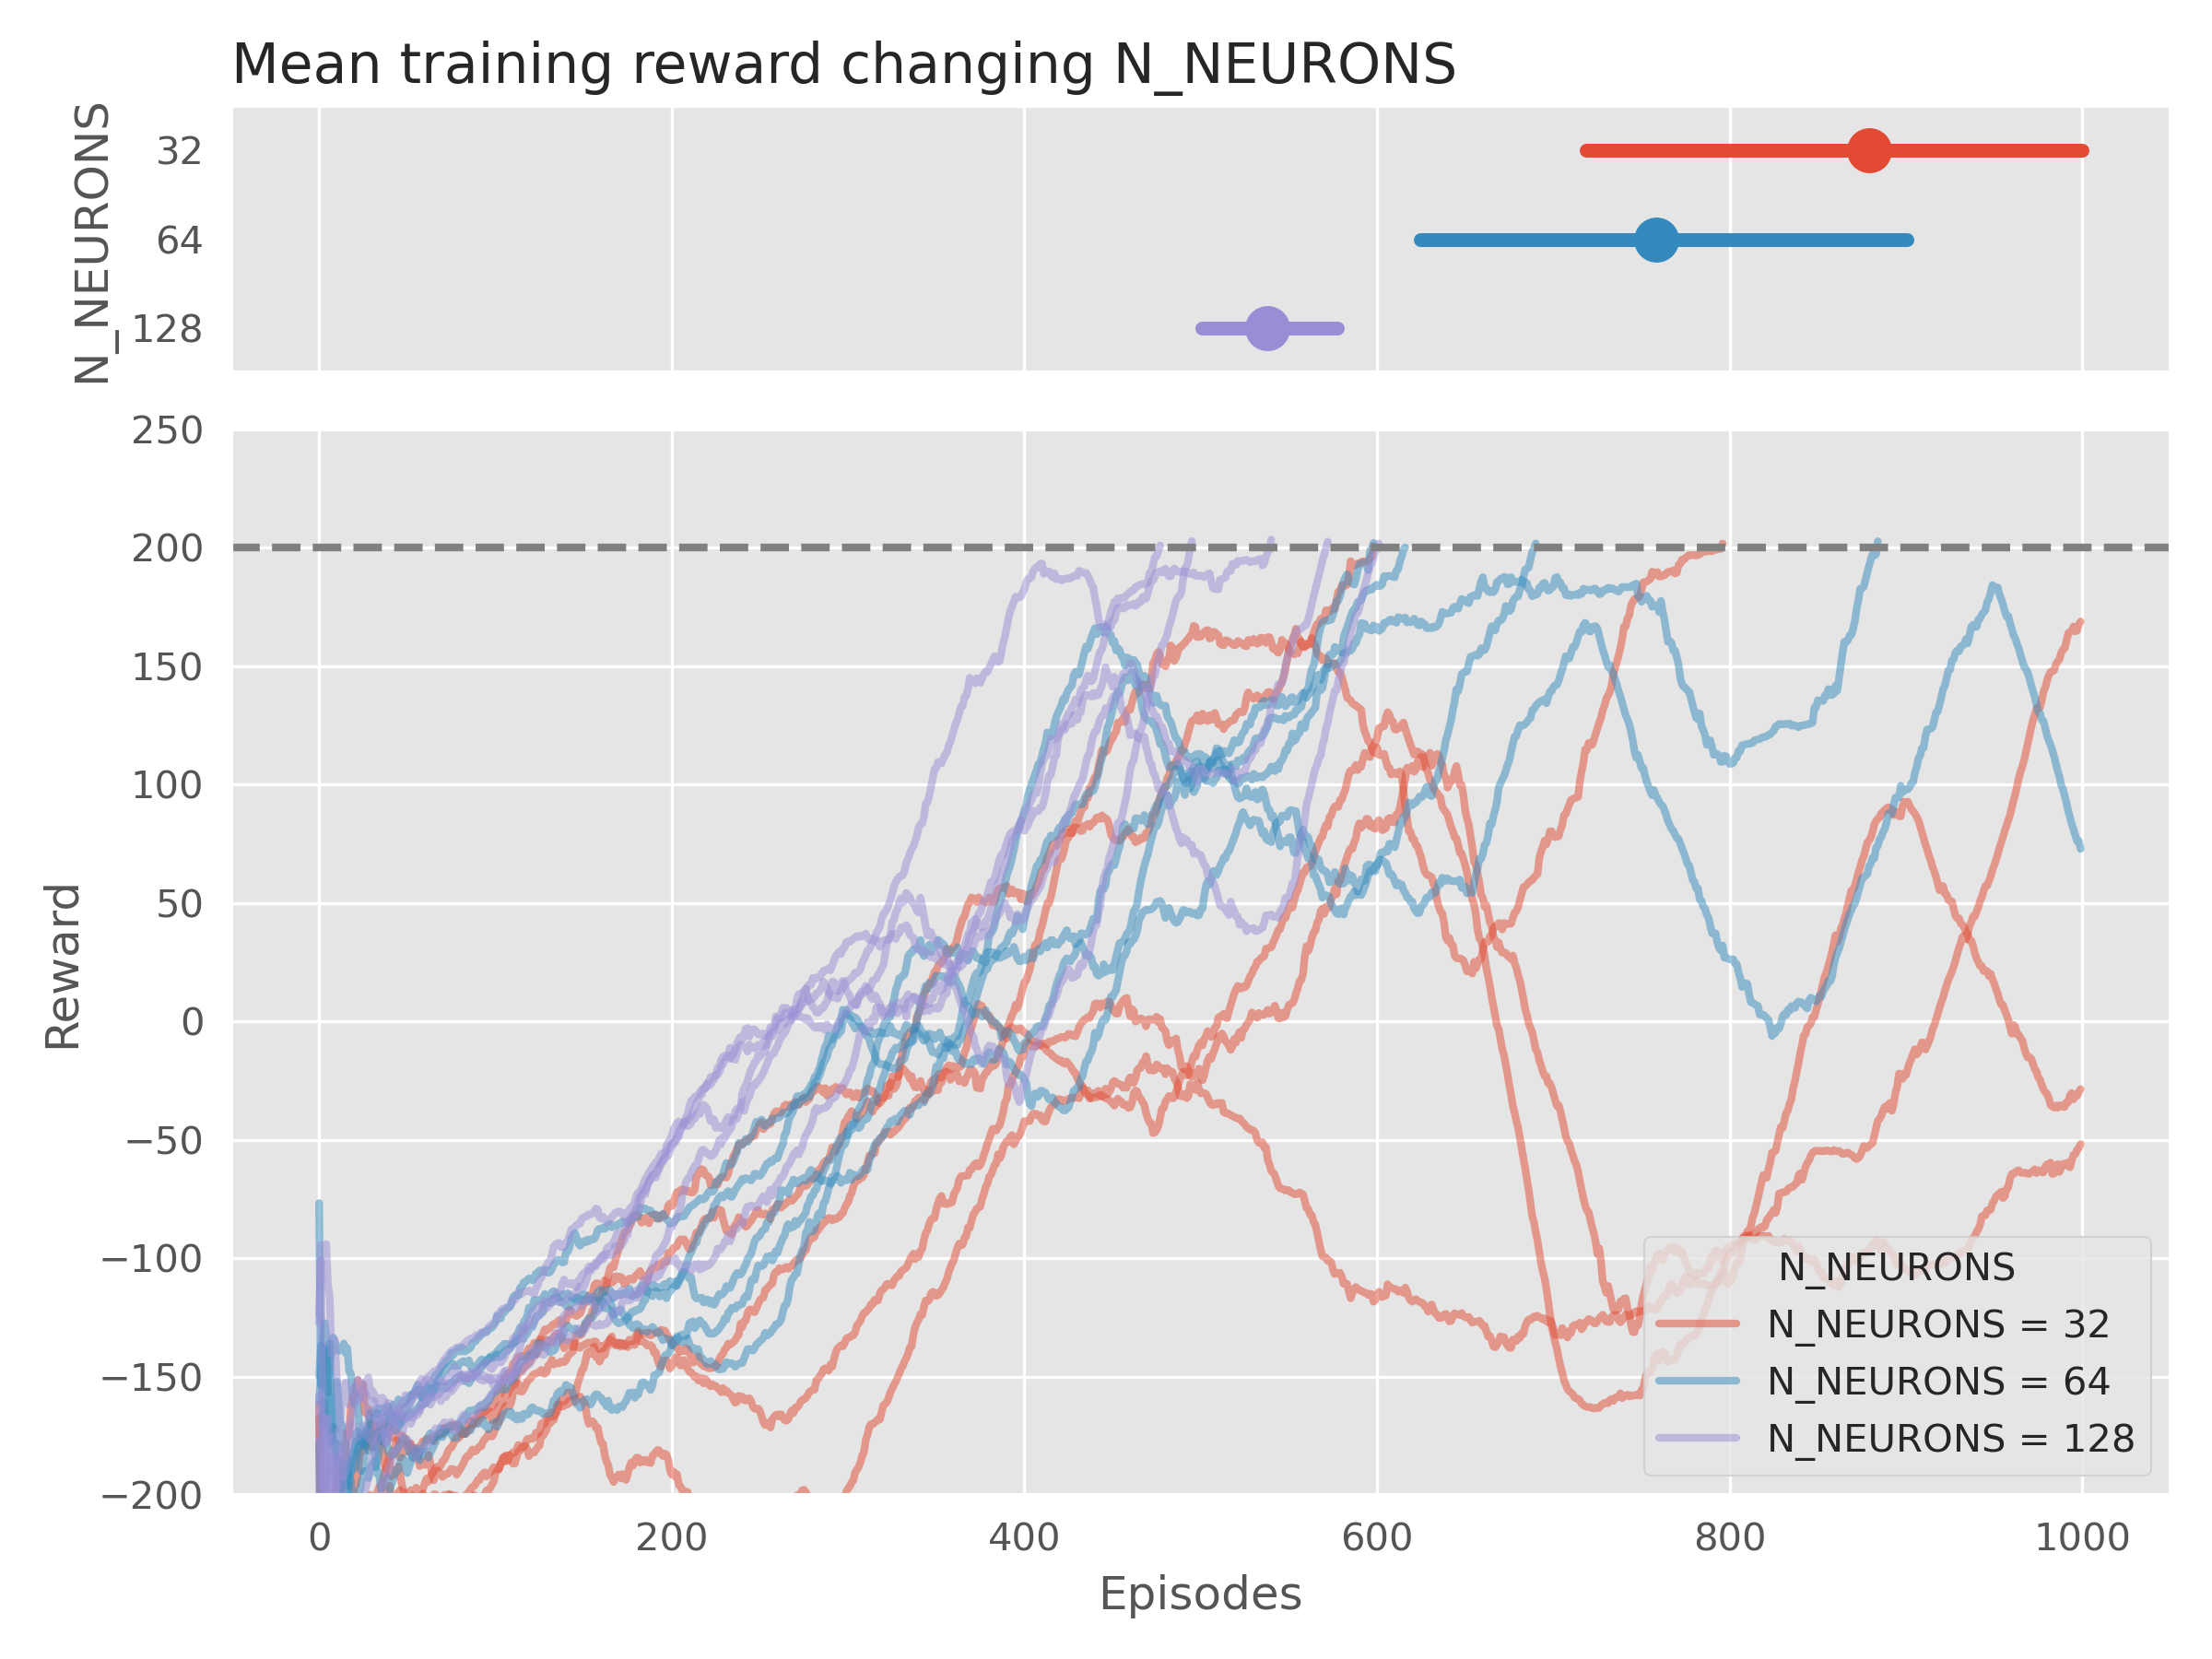 Mean training reward changing N_NEURONS
N_NEURONS
32
64
128
250
200
150
100
50
0
−50
−100
−150
−200
Reward
0
200
400
600
800
1000
Episodes
N_NEURONS
N_NEURONS = 32
N_NEURONS = 64
N_NEURONS = 128